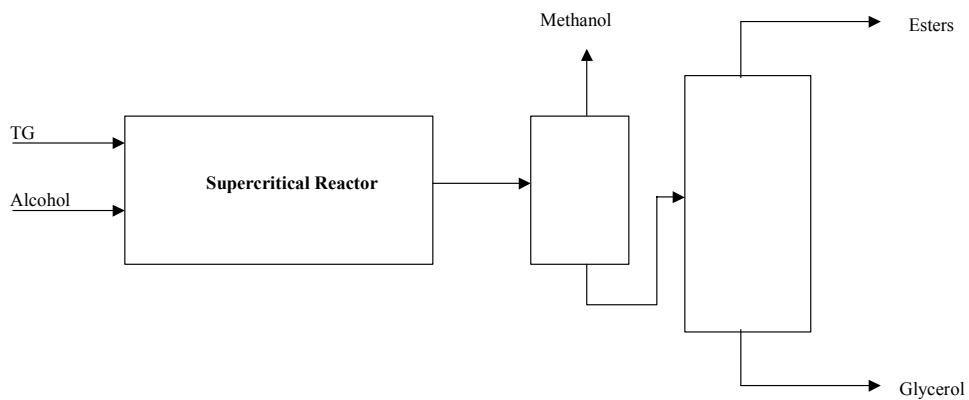 Methanol
Esters
TG
Supercritical Reactor
Alcohol
Glycerol